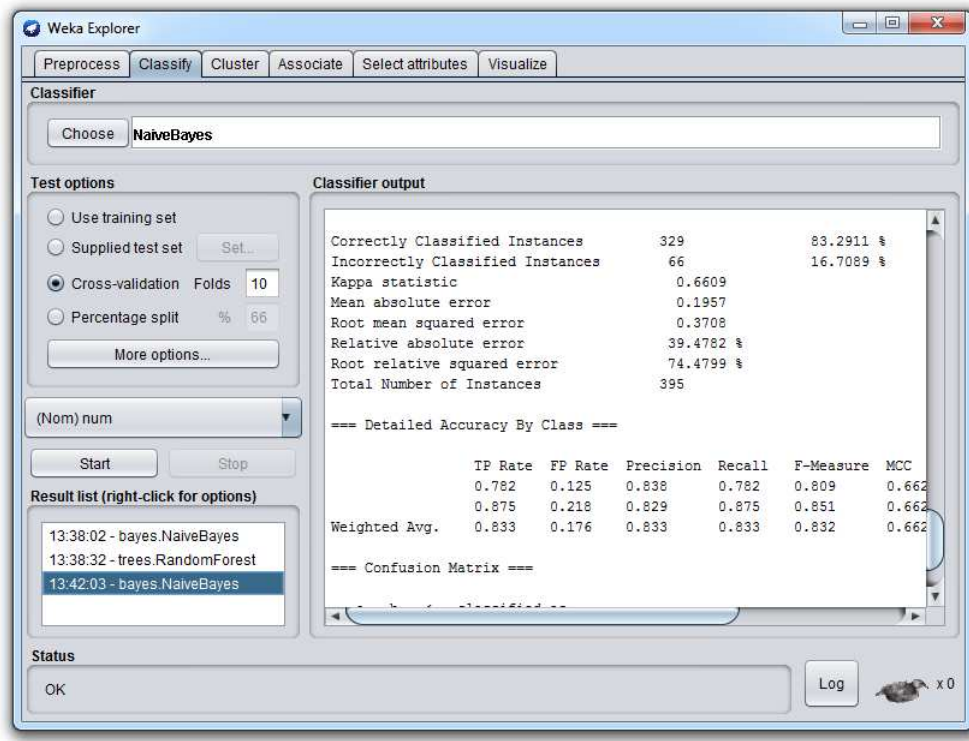 Weka Explorer
Preprocess Classify Cluster Associate Select attributes Visualize
Classifier
Choose NaiveBayes
Test options
Use training set
Supplied test set Set...
Cross-validation Folds 10
Percentage split % 66
More options...
(Nom) num
Start Stop
Result list (right-click for options)
13:38:02 - bayes.NaiveBayes
13:38:32 - trees.RandomForest
13:42:03 - bayes.NaiveBayes
Classifier output
Correctly Classified Instances 329 83.2911 %
Incorrectly Classified Instances 66 16.7089 %
Kappa statistic 0.6609
Mean absolute error 0.1957
Root mean squared error 0.3708
Relative absolute error 39.4782 %
Root relative squared error 74.4799 %
Total Number of Instances 395
=== Detailed Accuracy By Class ===
TP Rate FP Rate Precision Recall F-Measure MCC
0.782 0.125 0.838 0.782 0.809 0.662
0.875 0.218 0.829 0.875 0.851 0.662
Weighted Avg. 0.833 0.176 0.833 0.833 0.832 0.662
=== Confusion Matrix ===
Status
OK
Log x 0